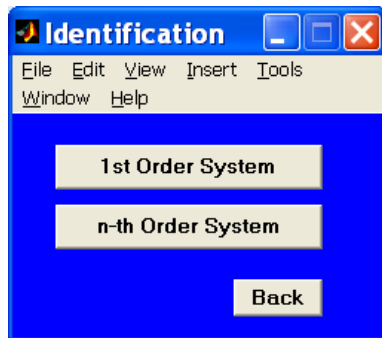 Identification
File Edit View Insert Tools
Window Help
1st Order System
n-th Order System
Back